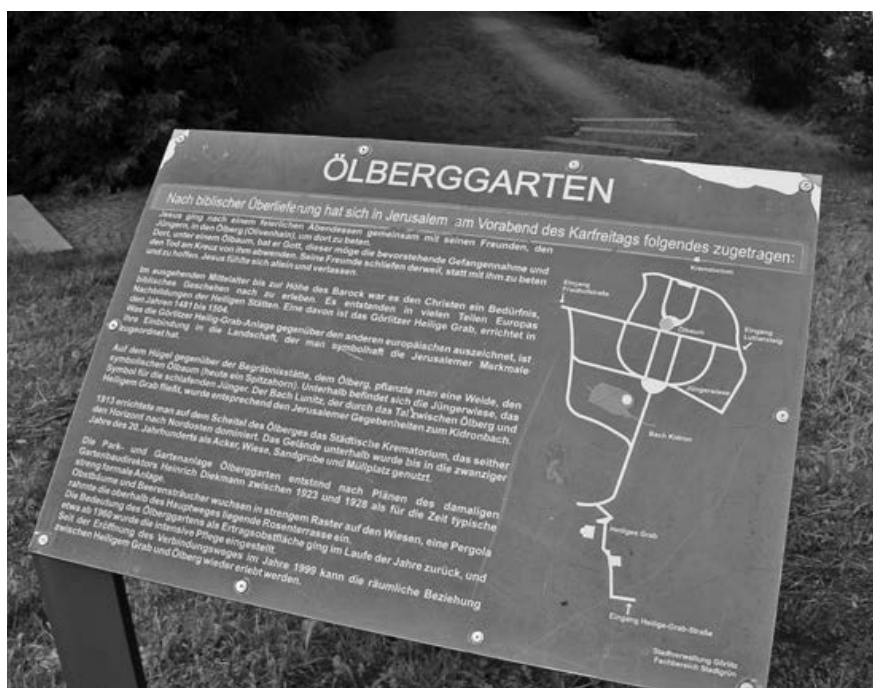 ÖLBERGGARTEN
Nach biblischer Überlieferung hat sich in Jerusalem am Vorabend des Karfreitags folgendes zugetragen:
Jesus ging nach einem feierlichen Abendessen gemeinsam mit seinen Freunden, den
Jüngern, in den Ölberg (Olivenhain), um dort zu beten.
Dort, unter einem Ölbaum, bat er Gott, dieser möge die bevorstehende Gefangennahme und
den Tod am Kreuz von ihm abwenden. Seine Freunde schliefen derweil, statt mit ihm zu beten
und zu hoffen. Jesus fühlte sich allein und verlassen.
Im ausgehenden Mittelalter bis zur Höhe des Barock war es den Christen ein Bedürfnis,
biblisches Geschehen nach zu erleben. Es entstanden in vielen Teilen Europas
Nachbildungen der Heiligen Stätten. Eine davon ist das Görlitzer Heilige Grab, errichtet in
den Jahren 1481 bis 1504.
Was die Görlitzer Heilig-Grab-Anlage gegenüber den anderen europäischen auszeichnet, ist
ihre Einbindung in die Landschaft, der man symbolhaft die Jerusalemer Merkmale
zugeordnet hat.
Auf dem Hügel gegenüber der Begräbnisstätte, dem Ölberg, pflanzte man eine Weide, den
symbolischen Ölbaum (heute ein Spitzahorn). Unterhalb befindet sich die Jüngerwiese, das
Symbol für die schlafenden Jünger. Der Bach Lunitz, der durch das Tal zwischen Ölberg und
Heiligem Grab fließt, wurde entsprechend den Jerusalemer Gegebenheiten zum Kidronbach.
1913 errichtete man auf dem Scheitel des Ölberges das Städtische Krematorium, das seither
den Horizont nach Nordosten dominiert. Das Gelände unterhalb wurde bis in die zwanziger
Jahre des 20. Jahrhunderts als Acker, Wiese, Sandgrube und Müllplatz genutzt.
Die Park- und Gartenanlage Ölberggarten entstand nach Plänen des damaligen
Gartenbaudirektors Heinrich Diekmann zwischen 1923 und 1928 als für die Zeit typische
streng formale Anlage.
Obstbäume und Beerensträucher wuchsen in strengem Raster auf den Wiesen, eine Pergola
rahmte die oberhalb des Hauptweges liegende Rosenterrasse ein.
Die Bedeutung des Ölberggartens als Ertragsobstfläche ging im Laufe der Jahre zurück, und
etwa ab 1960 wurde die intensive Pflege eingestellt.
Seit der Eröffnung des Verbindungsweges im Jahre 1999 kann die räumliche Beziehung
zwischen Heiligem Grab und Ölberg wieder erlebt werden.
Krematorium
Eingang
Friedhofstraße
Ölbaum
Eingang
Lutherstieg
Jüngerwiese
Bach Kidron
Heiliges Grab
Eingang Heilige-Grab-Straße
Stadtverwaltung Görlitz
Fachbereich Stadtgrün